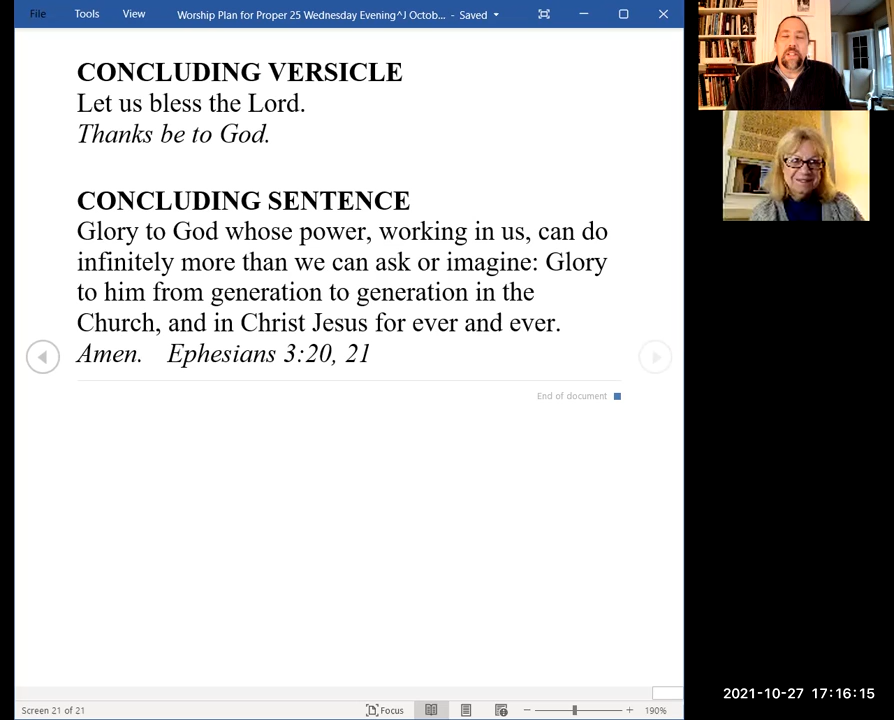 File Tools View Worship Plan for Proper 25 Wednesday Evening^J Octob... - Saved
CONCLUDING VERSICLE
Let us bless the Lord.
Thanks be to God.
CONCLUDING SENTENCE
Glory to God whose power, working in us, can do
infinitely more than we can ask or imagine: Glory
to him from generation to generation in the
Church, and in Christ Jesus for ever and ever.
Amen. Ephesians 3:20, 21
End of document
2021-10-27 17:16:15
Screen 21 of 21 Focus 190%